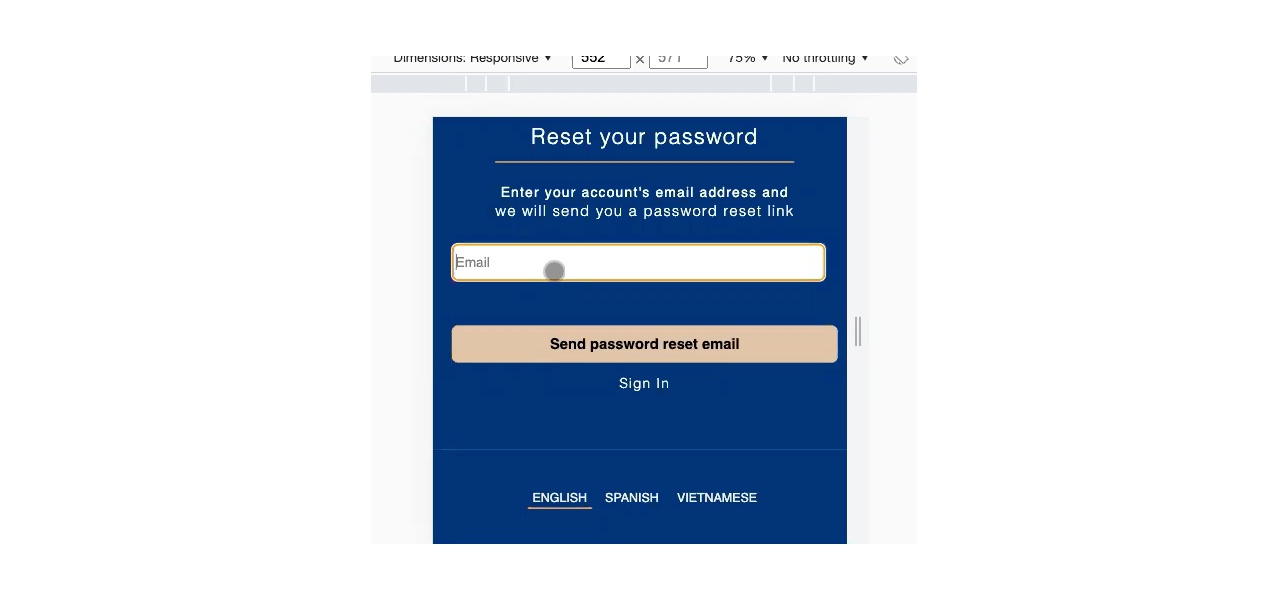 Dimensions: Responsive ▼ 552 × 571 75% ▼ No throttling ▼
Reset your password
Enter your account's email address and
we will send you a password reset link
Email
Send password reset email
Sign In
ENGLISH SPANISH VIETNAMESE